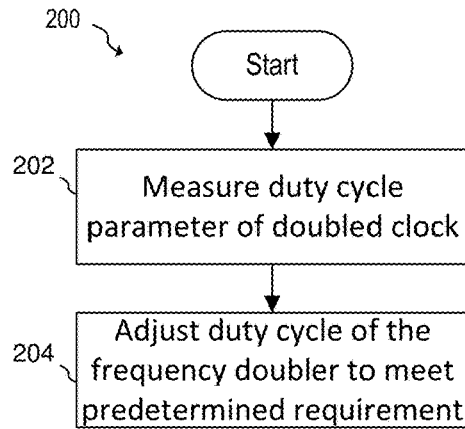 200
Start
202
Measure duty cycle
parameter of doubled clock
204
Adjust duty cycle of the
frequency doubler to meet
predetermined requirement